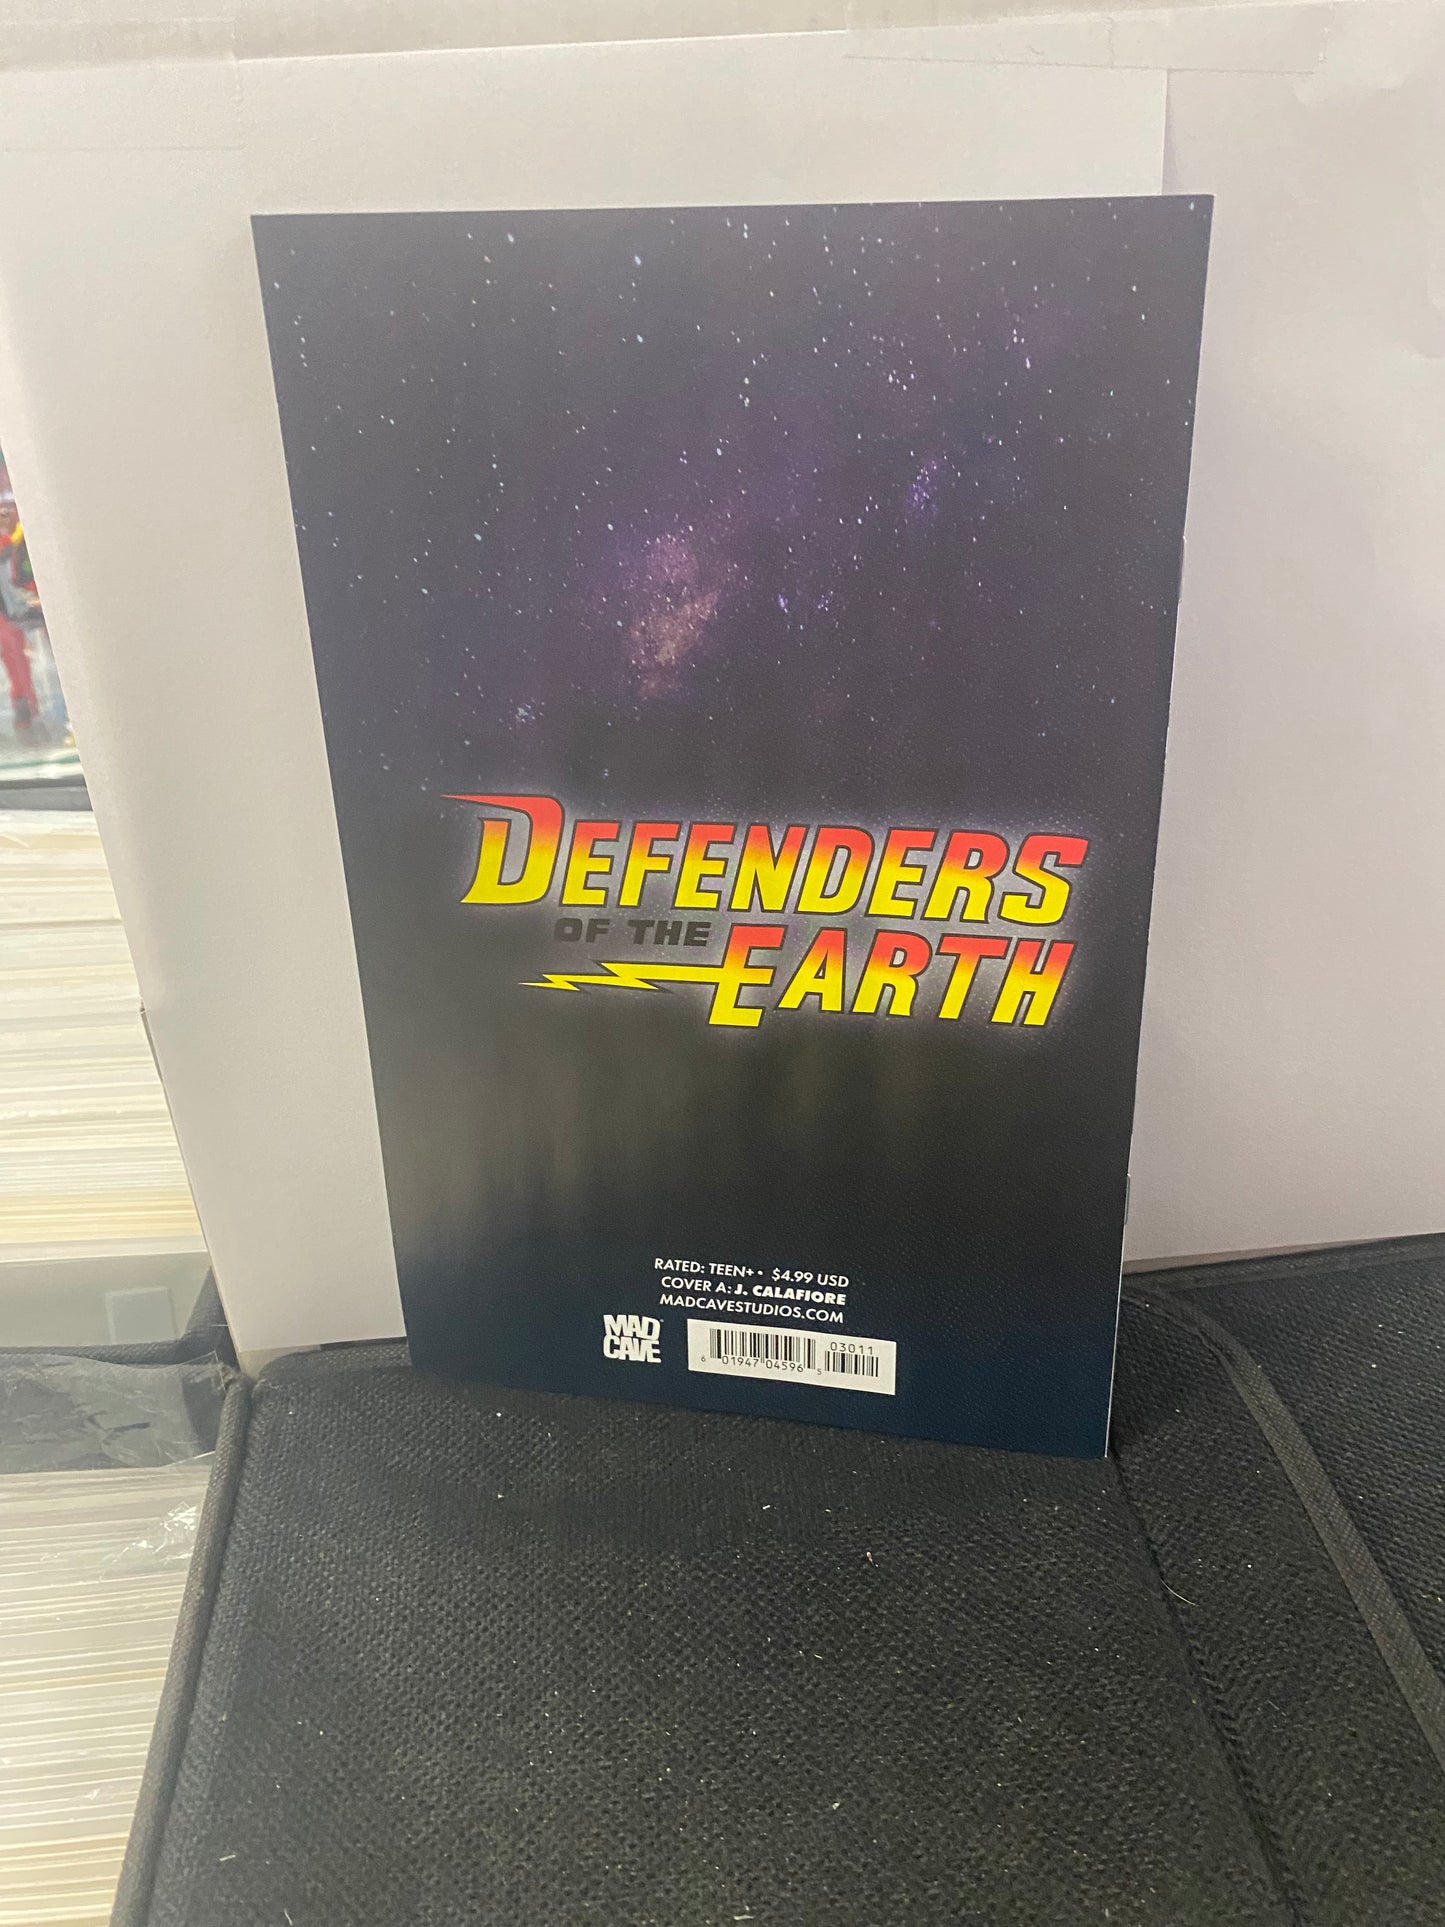 DEFENDERS
OF THE
EARTH
RATED: TEEN+ • $4.99 USD
COVER A: J. CALAFIORE
MADCAVESTUDIOS.COM
MAD
CAVE
03011
6 01947 04596 5